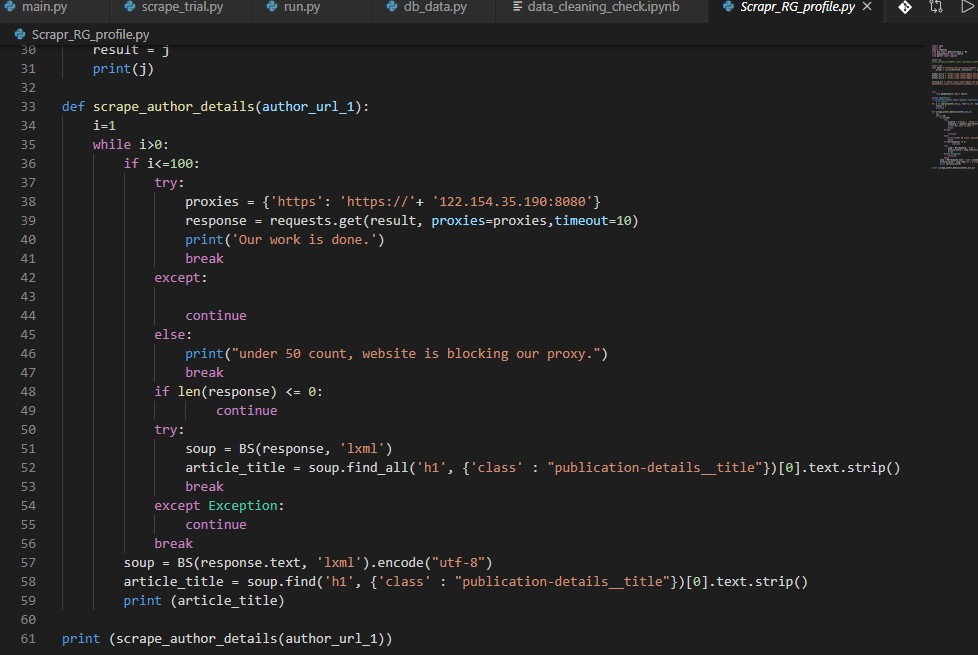 main.py scrape_trial.py run.py db_data.py data_cleaning_check.ipynb Scrapr_RG_profile.py
Scrapr_RG_profile.py
30         result = j
31         print(j)
32
33     def scrape_author_details(author_url_1):
34         i=1
35         while i>0:
36             if i<=100:
37                 try:
38                     proxies = {'https': 'https://'+ '122.154.35.190:8080'}
39                     response = requests.get(result, proxies=proxies,timeout=10)
40                     print('Our work is done.')
41                     break
42                 except:
43
44                     continue
45                 else:
46                     print("under 50 count, website is blocking our proxy.")
47                     break
48                 if len(response) <= 0:
49                         continue
50                 try:
51                     soup = BS(response, 'lxml')
52                     article_title = soup.find_all('h1', {'class' : "publication-details__title"})[0].text.strip()
53                     break
54                 except Exception:
55                     continue
56                 break
57             soup = BS(response.text, 'lxml').encode("utf-8")
58             article_title = soup.find('h1', {'class' : "publication-details__title"})[0].text.strip()
59             print (article_title)
60
61     print (scrape_author_details(author_url_1))